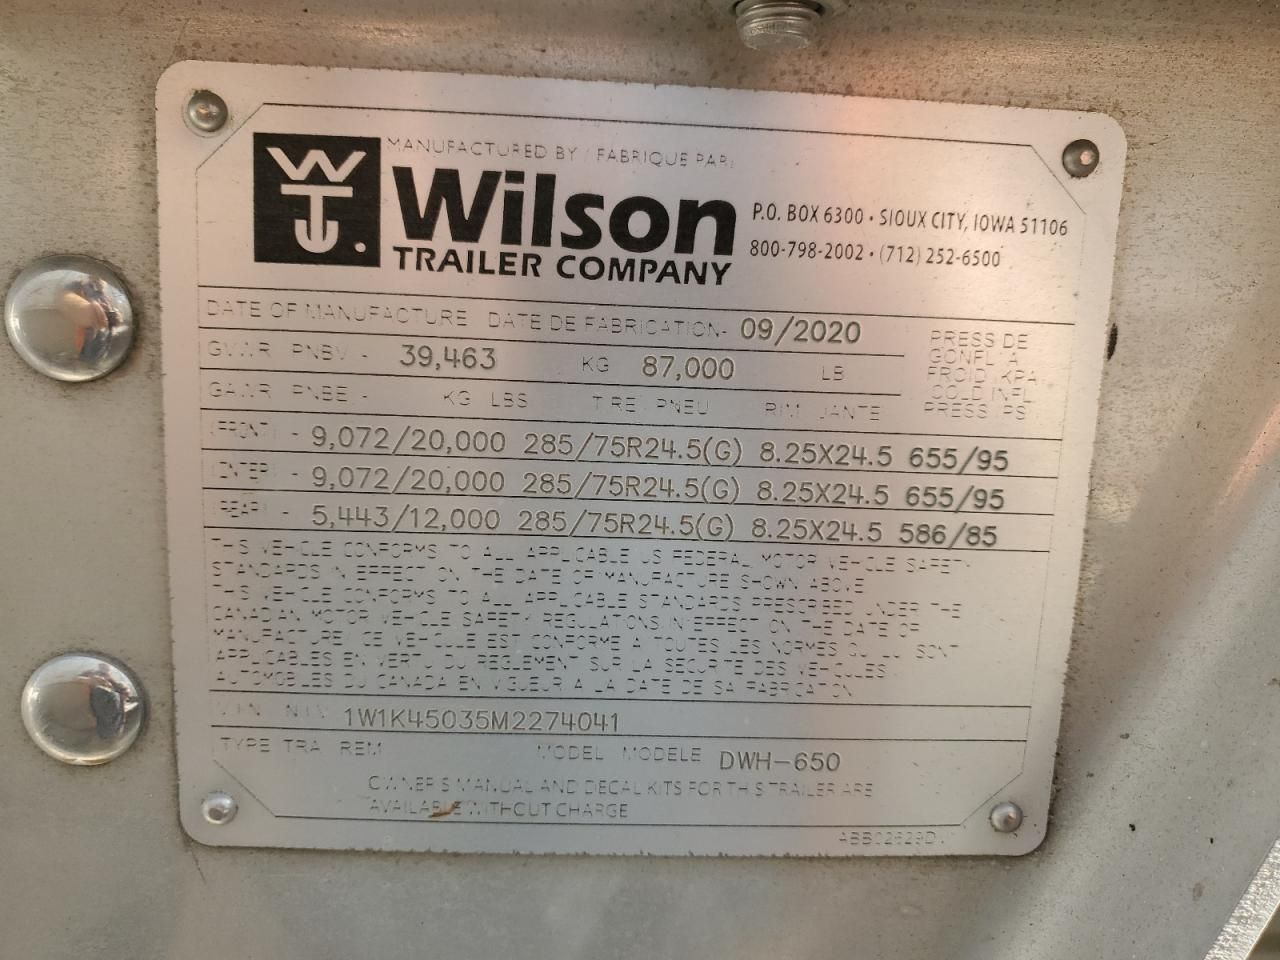 MANUFACTURED BY / FABRIQUE PAR:
WT
Wilson
TRAILER COMPANY
P.O. BOX 6300 • SIOUX CITY, IOWA 51106
800-798-2002 • (712) 252-6500
DATE OF MANUFACTURE DATE DE FABRICATION- 09/2020
GVWR PNBV - 39,463 KG 87,000 LB
PRESS DE
GONFL A
FROID (KPA
COLD INFL
PRESS PS
GAWR PNBE - KG LBS TIRE PNEU RIM JANTE
(FRONT) - 9,072/20,000 285/75R24.5(G) 8.25X24.5 655/95
(INTER) - 9,072/20,000 285/75R24.5(G) 8.25X24.5 655/95
(REAR) - 5,443/12,000 285/75R24.5(G) 8.25X24.5 586/85
THIS VEHICLE CONFORMS TO ALL APPLICABLE US FEDERAL MOTOR VEHICLE SAFETY
STANDARDS IN EFFECT ON THE DATE OF MANUFACTURE SHOWN ABOVE
THIS VEHICLE CONFORMS TO ALL APPLICABLE STANDARDS PRESCRIBED UNDER THE
CANADIAN MOTOR VEHICLE SAFETY REGULATIONS IN EFFECT ON THE DATE OF
MANUFACTURE / CE VEHICLE EST CONFORME A TOUTES LES NORMES QUI LUI SONT
APPLICABLES EN VERTU DU REGLEMENT SUR LA SECURITE DES VEHICLES
AUTOMOBILES DU CANADA EN VIGUEUR A LA DATE DE SA FABRICATION
1W1K45035M2274041
TYPE TRA REM MODEL MODELE DWH-650
OWNER'S MANUAL AND DECAL KITS FOR THIS TRAILER ARE
AVAILABLE WITHOUT CHARGE